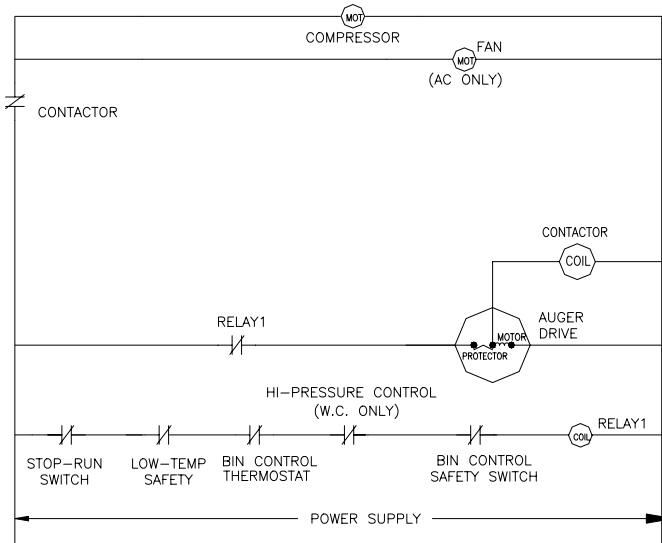 MOT
COMPRESSOR
FAN
MOT
(AC ONLY)
CONTACTOR
CONTACTOR
COIL
RELAY1
AUGER
DRIVE
MOTOR
PROTECTOR
HI-PRESSURE CONTROL
(W.C. ONLY)
RELAY1
COIL
STOP-RUN
SWITCH
LOW-TEMP
SAFETY
BIN CONTROL
THERMOSTAT
BIN CONTROL
SAFETY SWITCH
POWER SUPPLY